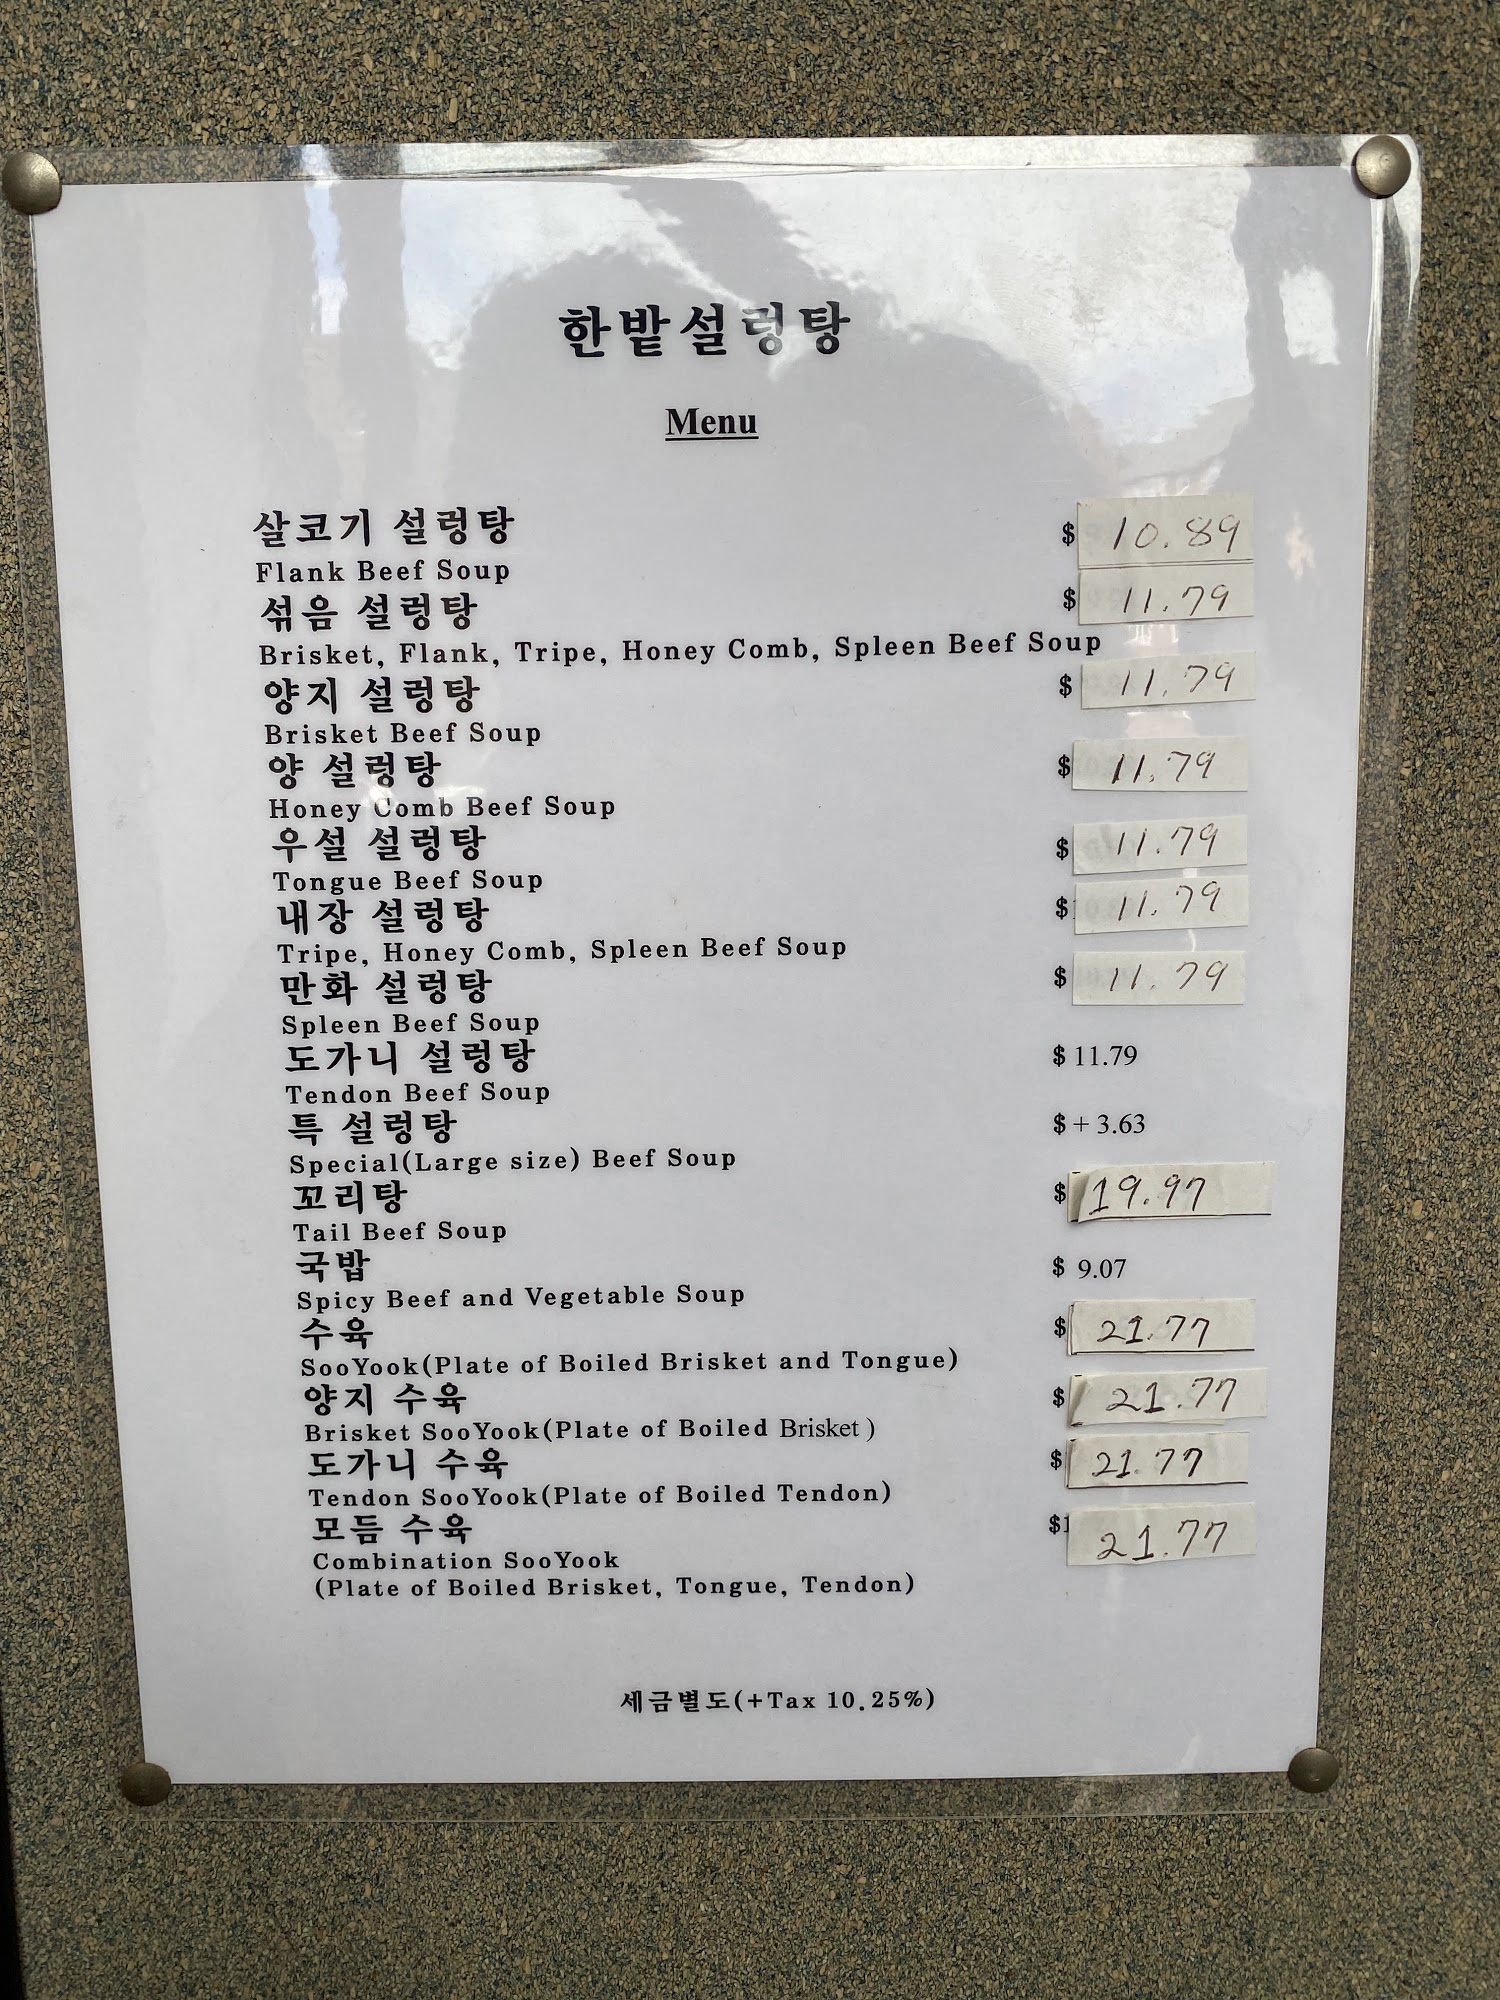 한밭설렁탕
Menu
살코기 설렁탕 $ 10.89
Flank Beef Soup
섞음 설렁탕 $ 11.79
Brisket, Flank, Tripe, Honey Comb, Spleen Beef Soup
양지 설렁탕 $ 11.79
Brisket Beef Soup
양 설렁탕 $ 11.79
Honey Comb Beef Soup
우설 설렁탕 $ 11.79
Tongue Beef Soup
내장 설렁탕 $ 11.79
Tripe, Honey Comb, Spleen Beef Soup
만화 설렁탕 $ 11.79
Spleen Beef Soup
도가니 설렁탕 $ 11.79
Tendon Beef Soup
특 설렁탕 $ + 3.63
Special(Large size) Beef Soup
꼬리탕 $ 19.97
Tail Beef Soup
국밥 $ 9.07
Spicy Beef and Vegetable Soup
수육 $ 21.77
SooYook(Plate of Boiled Brisket and Tongue)
양지 수육 $ 21.77
Brisket SooYook(Plate of Boiled Brisket )
도가니 수육 $ 21.77
Tendon SooYook(Plate of Boiled Tendon)
모듬 수육 $1 21.77
Combination SooYook
(Plate of Boiled Brisket, Tongue, Tendon)
세금별도(+Tax 10.25%)